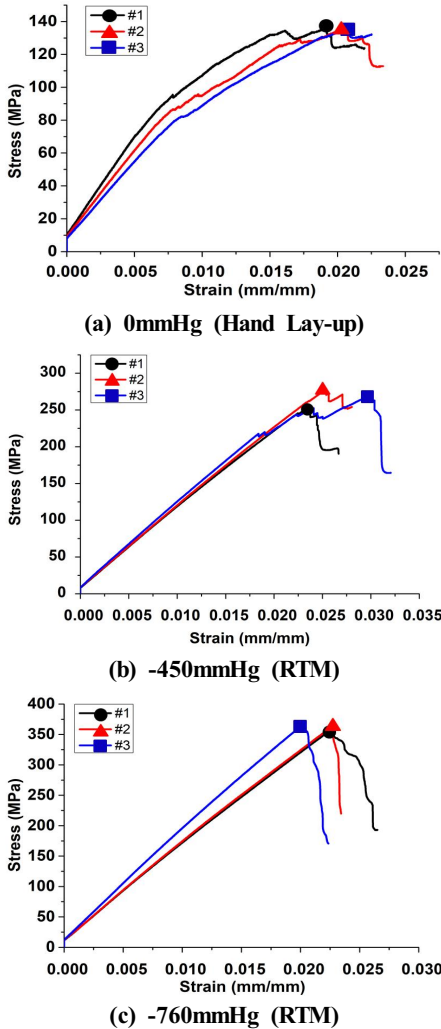 140
120
100
80
60
40
20
0
Stress (MPa)
#1
#2
#3
0.000 0.005 0.010 0.015 0.020 0.025
Strain (mm/mm)
(a) 0mmHg (Hand Lay-up)
300
250
200
150
100
50
0
Stress (MPa)
#1
#2
#3
0.000 0.005 0.010 0.015 0.020 0.025 0.030 0.035
Strain (mm/mm)
(b) -450mmHg (RTM)
400
350
300
250
200
150
100
50
0
Stress (MPa)
#1
#2
#3
0.000 0.005 0.010 0.015 0.020 0.025 0.030
Strain (mm/mm)
(c) -760mmHg (RTM)